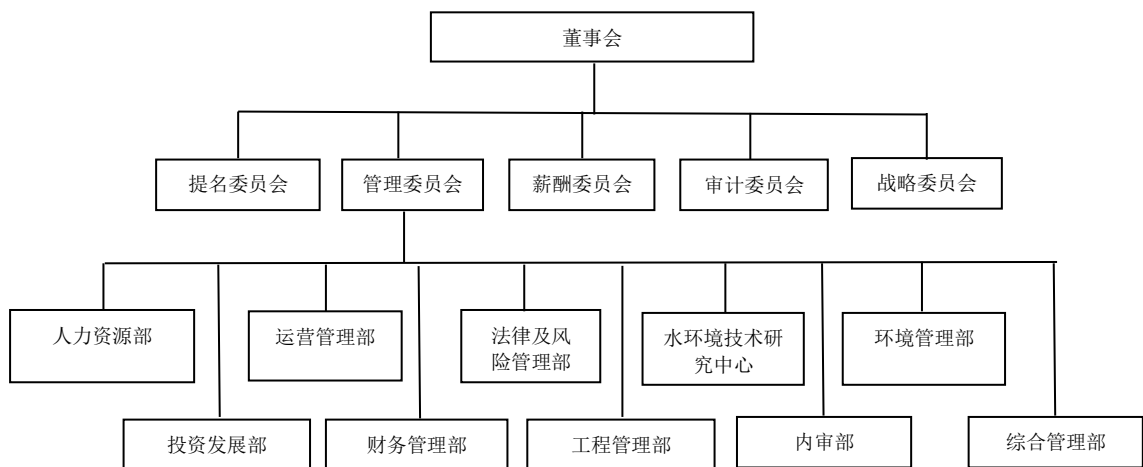 董事会
提名委员会
管理委员会
薪酬委员会
审计委员会
战略委员会
人力资源部
运营管理部
法律及风
险管理部
水环境技术研
究中心
环境管理部
投资发展部
财务管理部
工程管理部
内审部
综合管理部